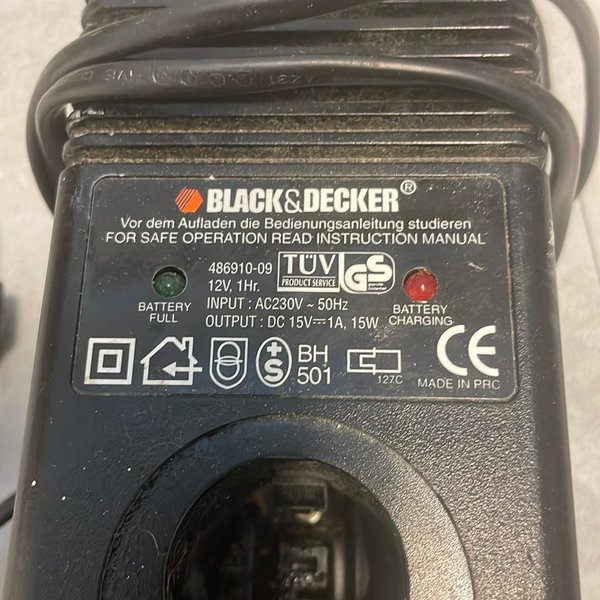 BLACK&DECKER®
Vor dem Aufladen die Bedienungsanleitung studieren
FOR SAFE OPERATION READ INSTRUCTION MANUAL
486910-09
12V, 1Hr.
TÜV
PRODUCT SERVICE
GS
INPUT : AC230V ~ 50Hz
OUTPUT : DC 15V⎓1A, 15W
BATTERY
FULL
BATTERY
CHARGING
+S
BH
501
127C
CE
MADE IN PRC